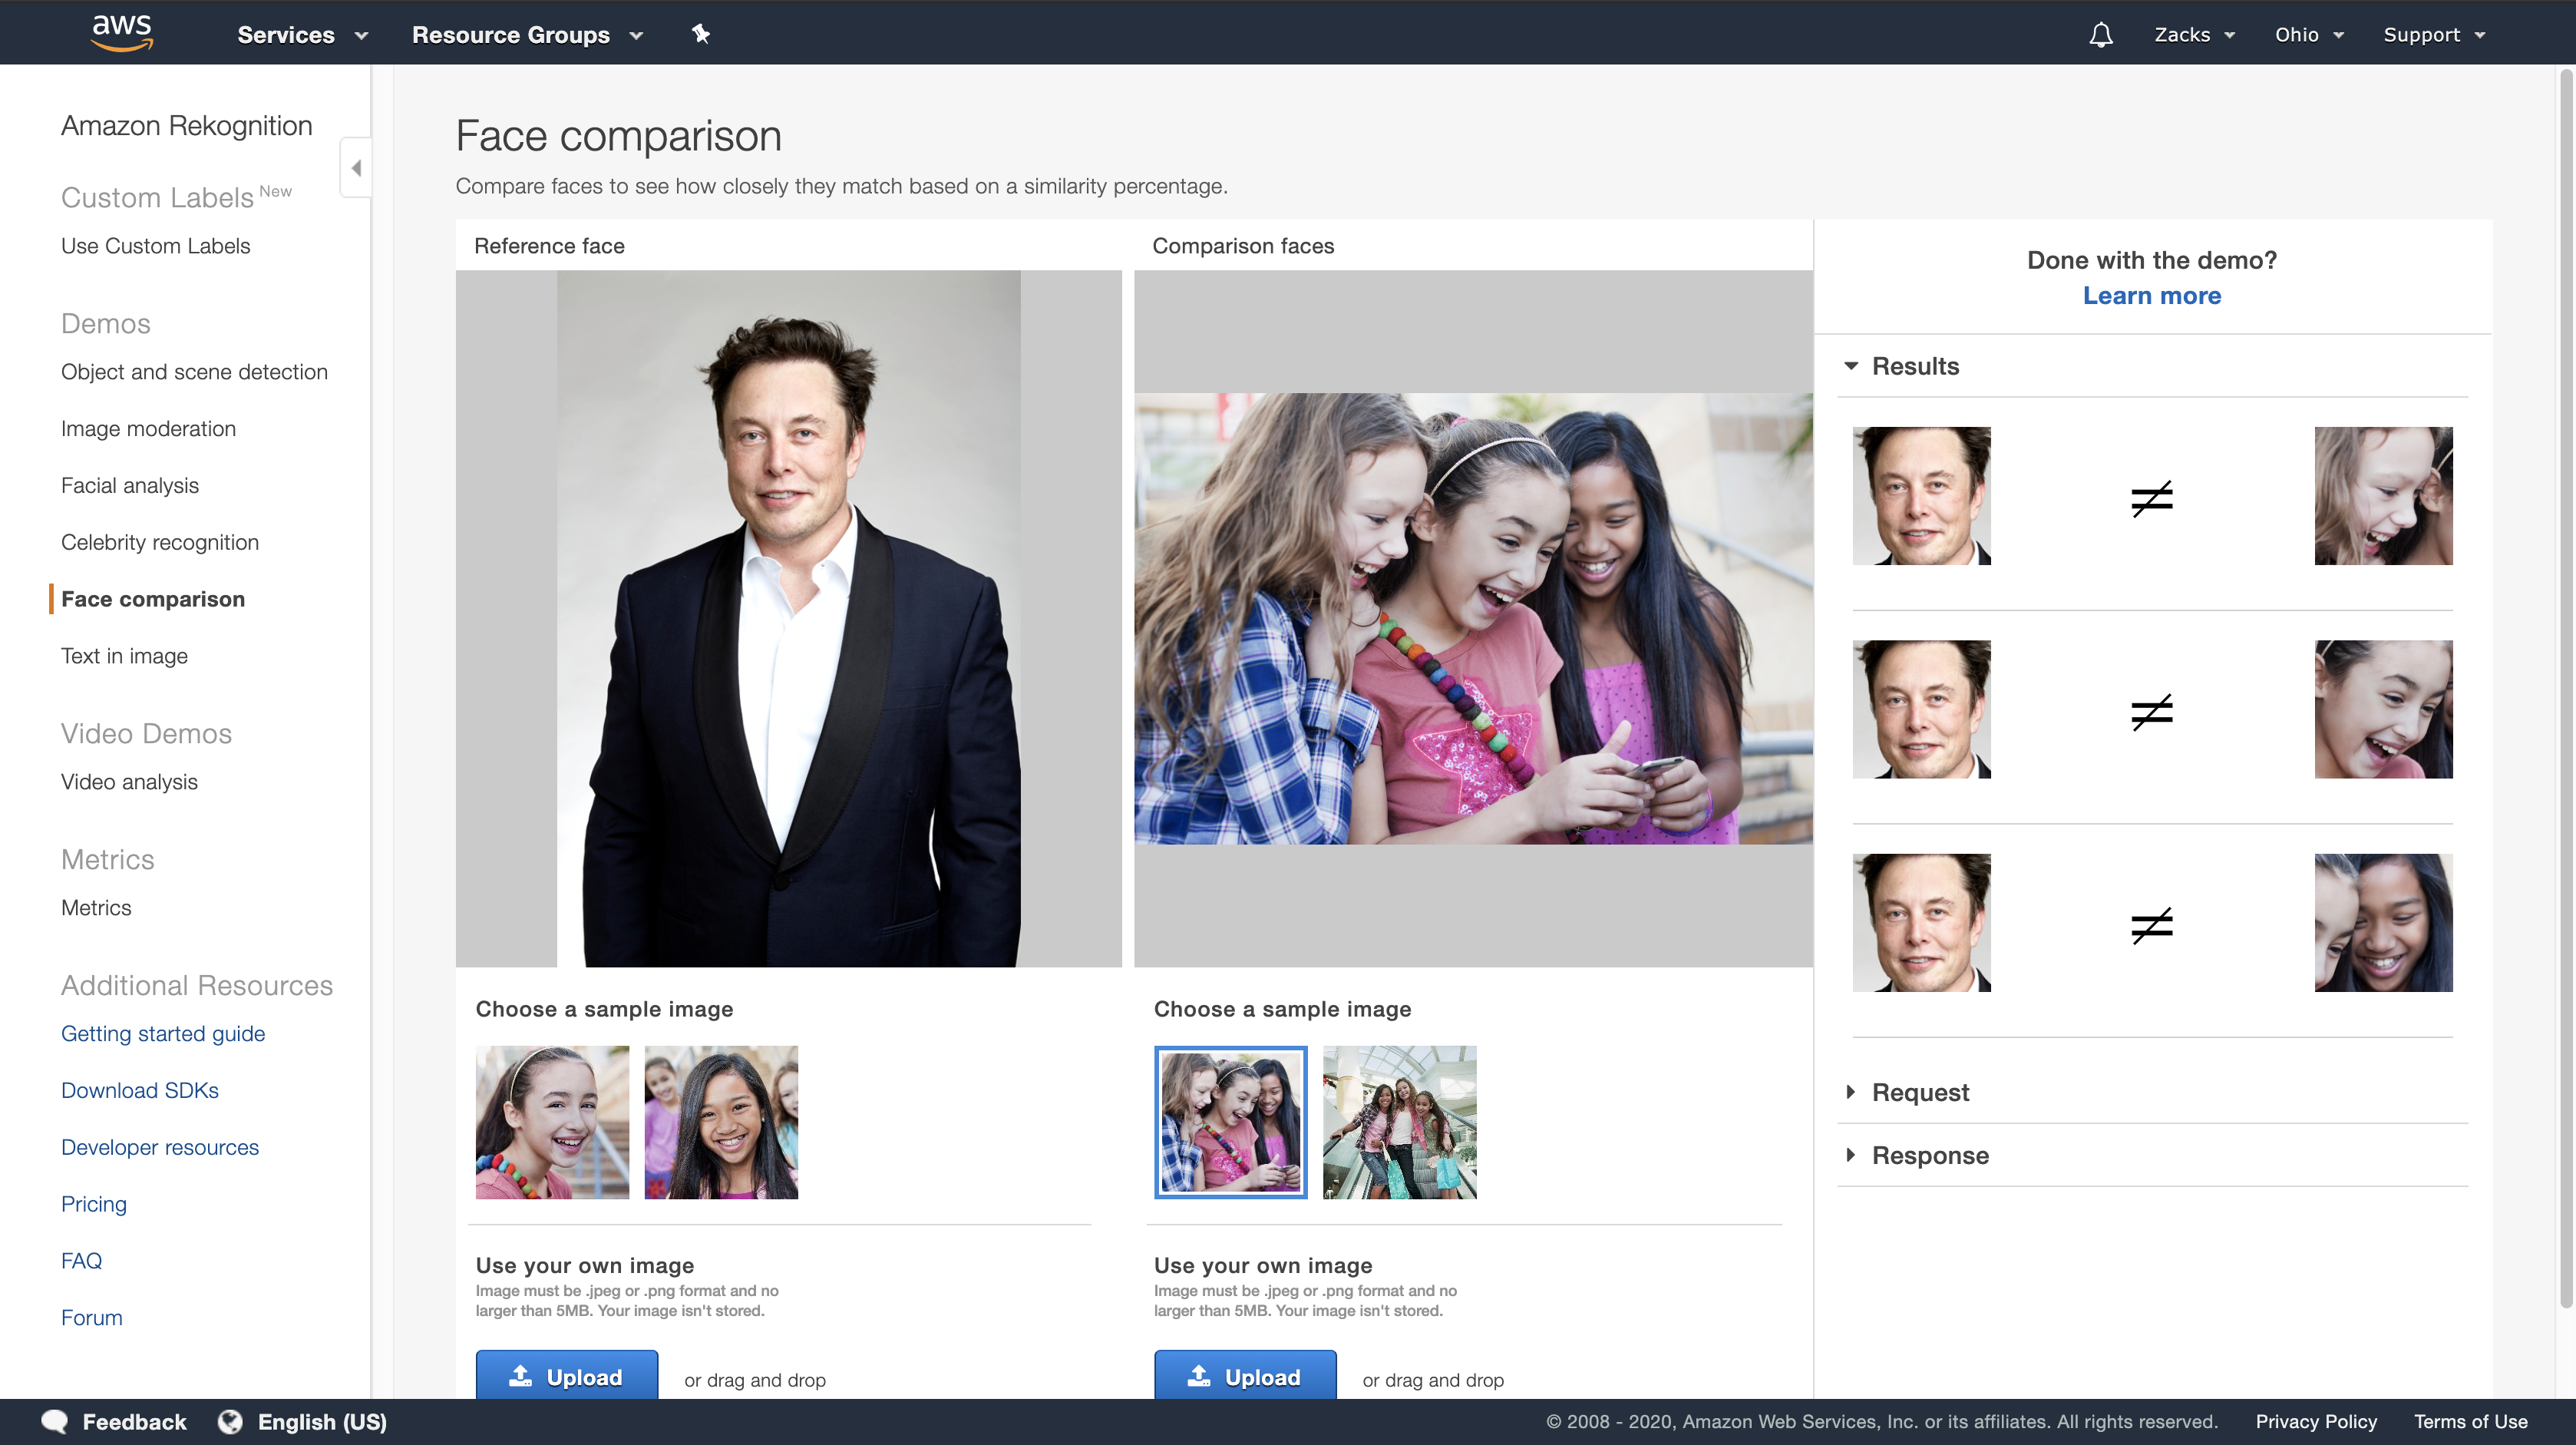 aws
Services
Resource Groups
Zacks
Ohio
Support
Amazon Rekognition
Custom Labels New
Use Custom Labels
Demos
Object and scene detection
Image moderation
Facial analysis
Celebrity recognition
Face comparison
Text in image
Video Demos
Video analysis
Metrics
Metrics
Additional Resources
Getting started guide
Download SDKs
Developer resources
Pricing
FAQ
Forum
Face comparison
Compare faces to see how closely they match based on a similarity percentage.
Reference face
Choose a sample image
Use your own image
Image must be .jpeg or .png format and no
larger than 5MB. Your image isn't stored.
Upload
or drag and drop
Comparison faces
Choose a sample image
Use your own image
Image must be .jpeg or .png format and no
larger than 5MB. Your image isn't stored.
Upload
or drag and drop
Done with the demo?
Learn more
Results
≠
≠
≠
Request
Response
Feedback
English (US)
© 2008 - 2020, Amazon Web Services, Inc. or its affiliates. All rights reserved.
Privacy Policy
Terms of Use